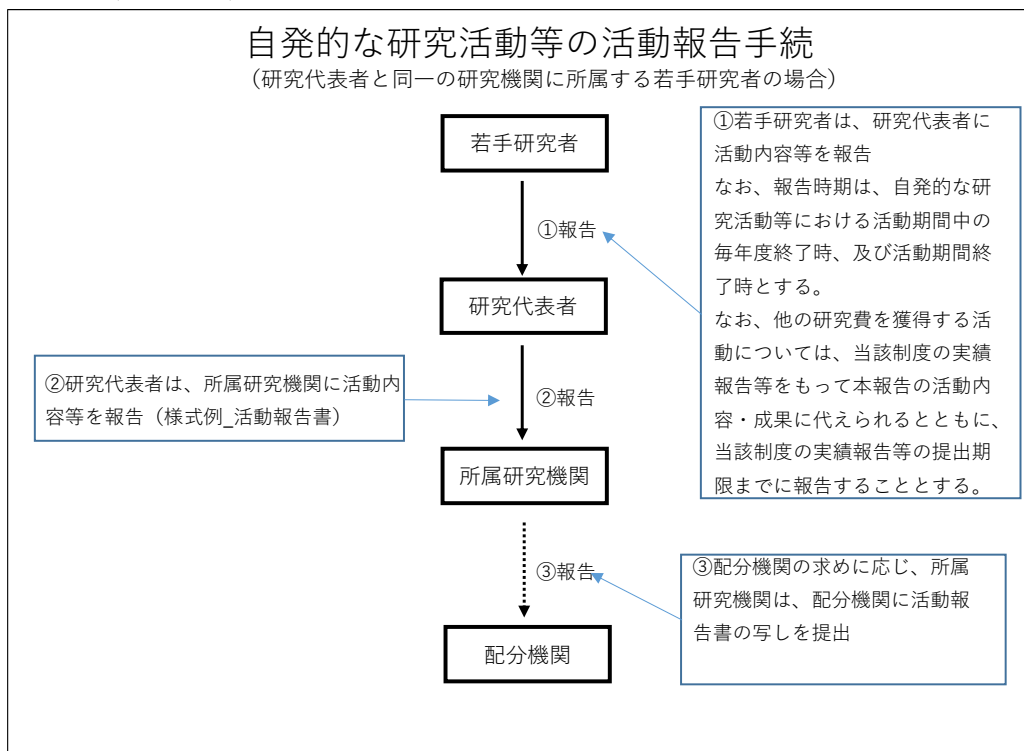 自発的な研究活動等の活動報告手続
（研究代表者と同一の研究機関に所属する若手研究者の場合）
若手研究者
①若手研究者は、研究代表者に
活動内容等を報告
なお、報告時期は、自発的な研
究活動等における活動期間中の
毎年度終了時、及び活動期間終
了時とする。
なお、他の研究費を獲得する活
動については、当該制度の実績
報告等をもって本報告の活動内
容・成果に代えられるとともに、
当該制度の実績報告等の提出期
限までに報告することとする。
①報告
研究代表者
②研究代表者は、所属研究機関に活動内
容等を報告（様式例_活動報告書）
②報告
所属研究機関
③報告
③配分機関の求めに応じ、所属
研究機関は、配分機関に活動報
告書の写しを提出
配分機関